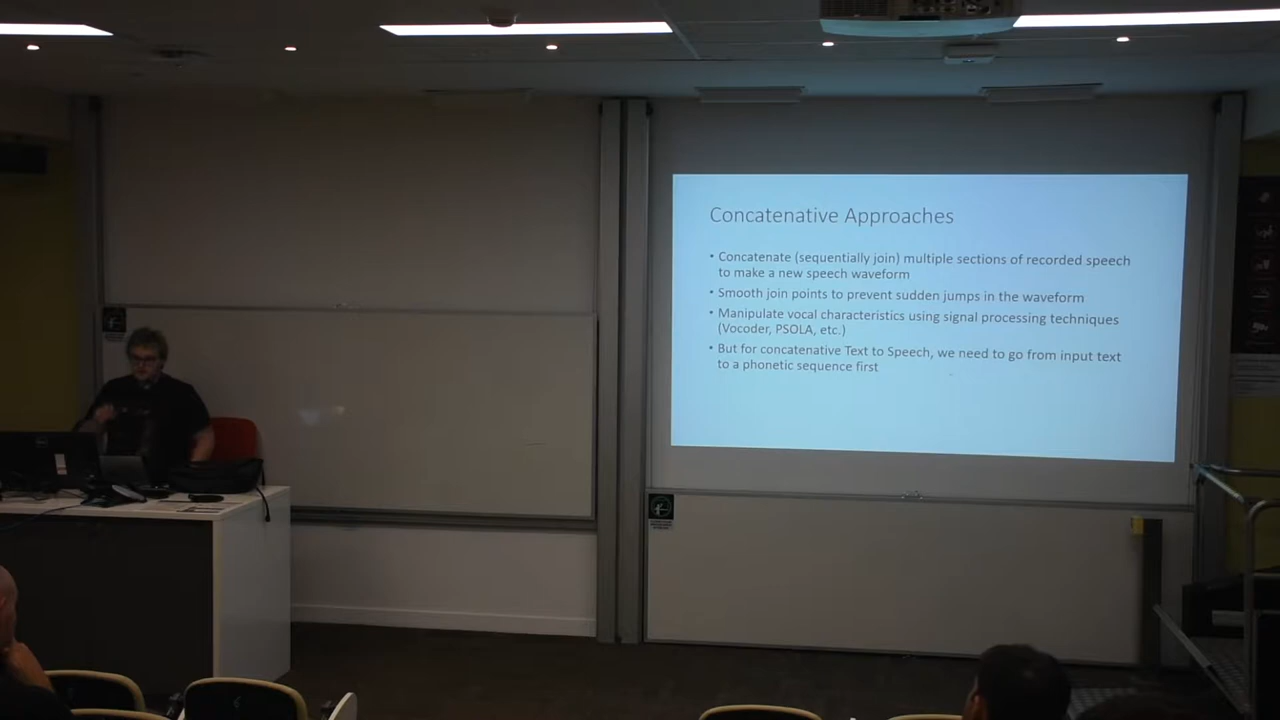 Concatenative Approaches
• Concatenate (sequentially join) multiple sections of recorded speech
to make a new speech waveform
• Smooth join points to prevent sudden jumps in the waveform
• Manipulate vocal characteristics using signal processing techniques
(Vocoder, PSOLA, etc.)
• But for concatenative Text to Speech, we need to go from input text
to a phonetic sequence first